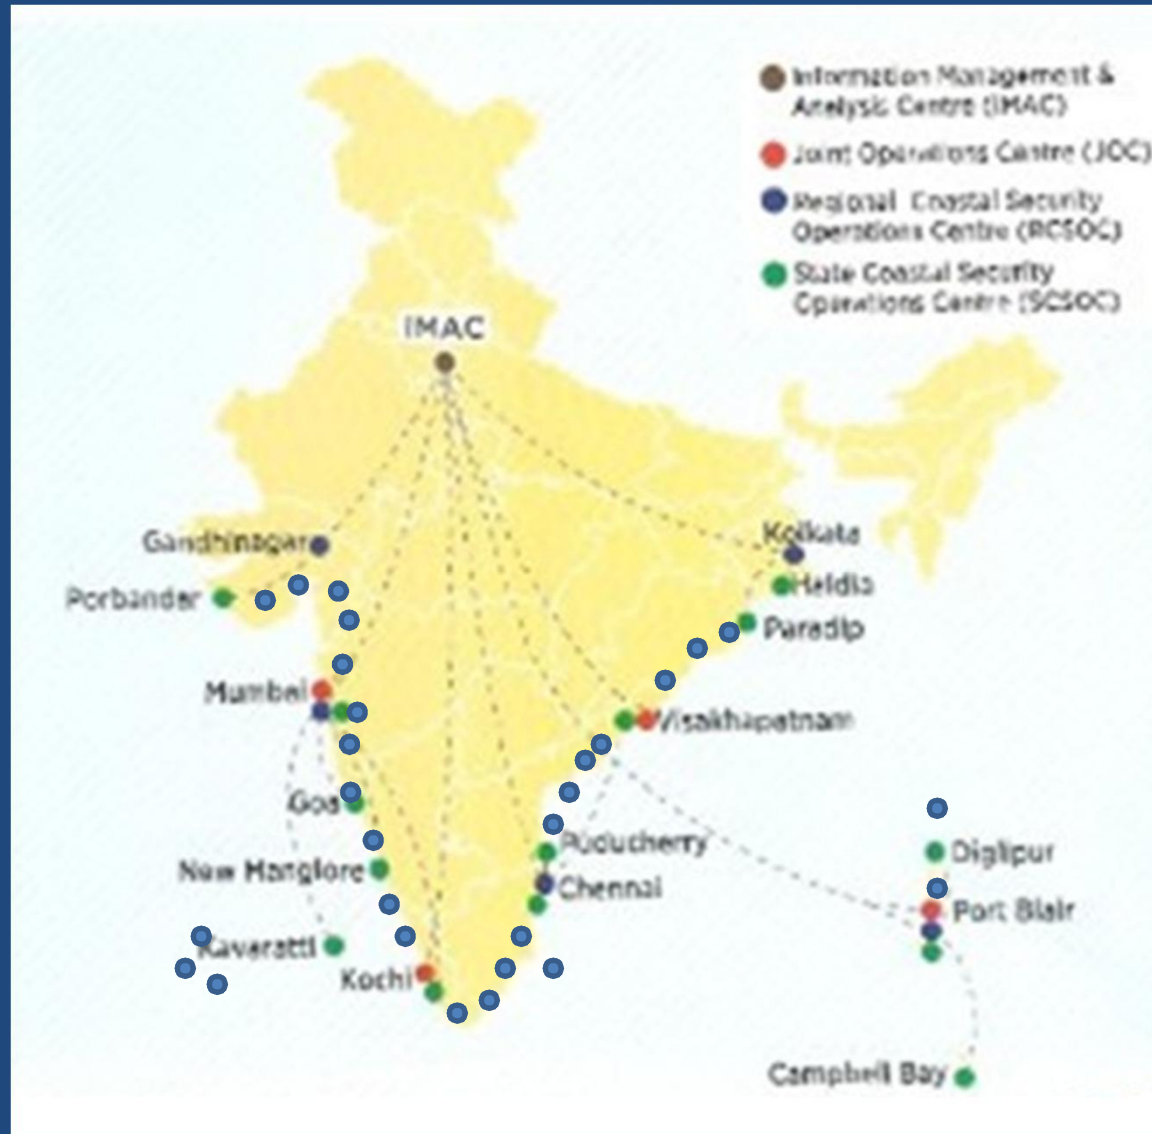 Information Management &
Analysis Centre (IMAC)
Joint Operations Centre (JOC)
Regional Coastal Security
Operations Centre (RCSOC)
State Coastal Security
Operations Centre (SCSOC)
IMAC
Gandhinagar
Kolkata
Haldia
Porbander
Paradip
Mumbai
Visakhapatnam
Goa
Puducherry
Diglipur
New Manglore
Chennai
Port Blair
Kavaratti
Kochi
Campbell Bay